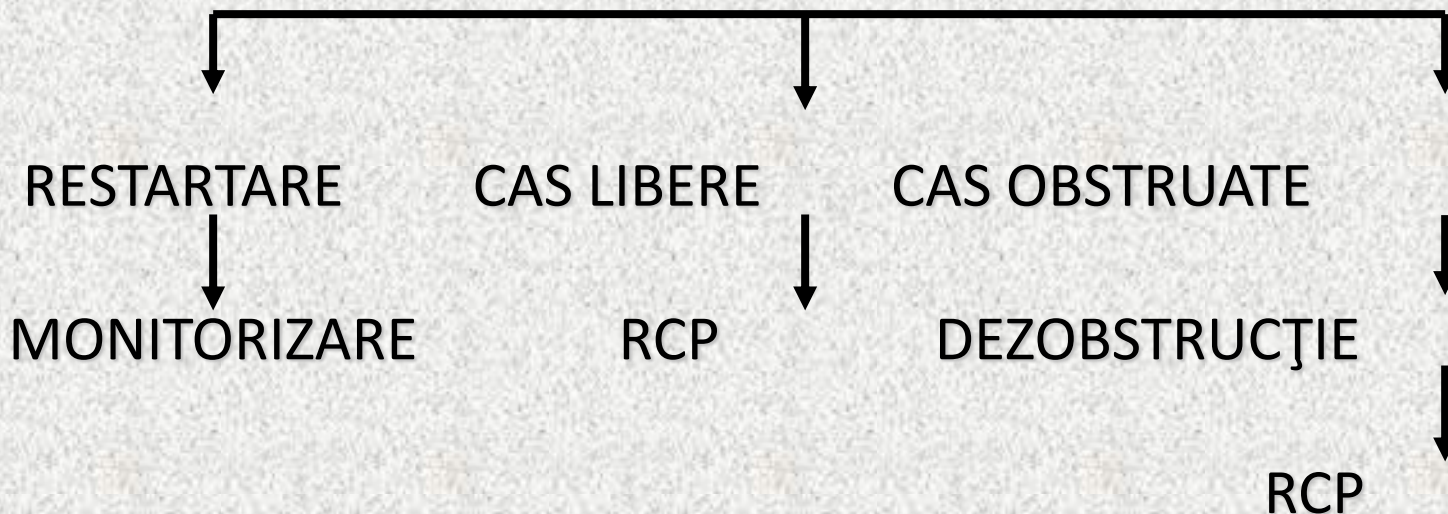 RESTARTARE CAS LIBERE CAS OBSTRUATE
MONITORIZARE RCP DEZOBSTRUCŢIE
RCP